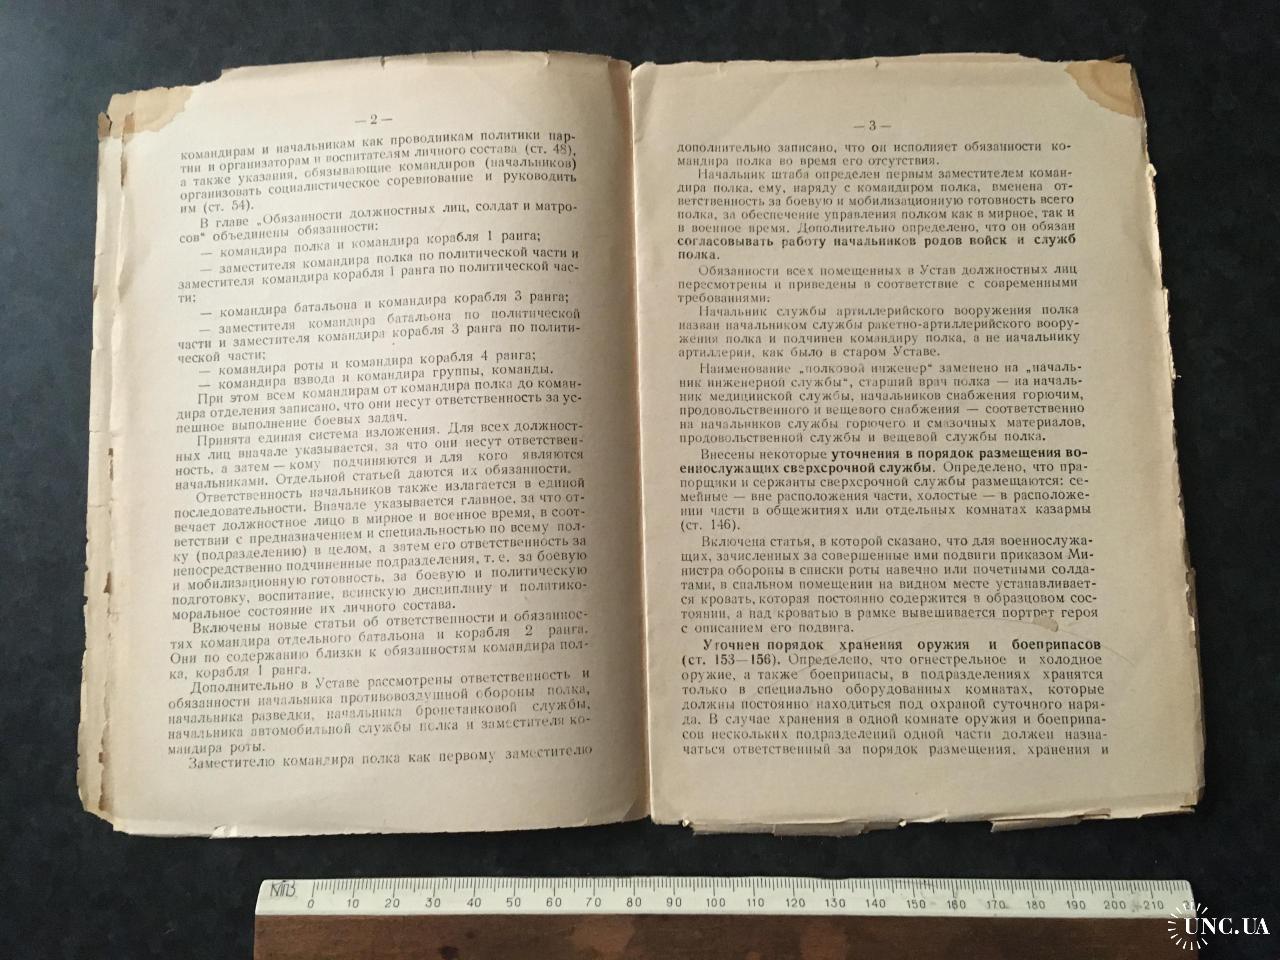 — 2 —
командирам и начальникам как проводникам политики пар-
тии и организаторам и воспитателям личного состава (ст. 48),
а также указания, обязывающие командиров (начальников)
организовать социалистическое соревнование и руководить
им (ст. 54).
В главе „Обязанности должностных лиц, солдат и матро-
сов“ объединены обязанности:
— командира полка и командира корабля 1 ранга;
— заместителя командира полка по политической части и
заместителя командира корабля 1 ранга по политической час-
ти;
— командира батальона и командира корабля 3 ранга;
— заместителя командира батальона по политической
части и заместителя командира корабля 3 ранга по полити-
ческой части;
— командира роты и командира корабля 4 ранга;
— командира взвода и командира группы, команды.
При этом всем командирам от командира полка до коман-
дира отделения записано, что они несут ответственность за ус-
пешное выполнение боевых задач.
Принята единая система изложения. Для всех должност-
ных лиц вначале указывается, за что они несут ответствен-
ность, а затем — кому подчиняются и для кого являются
начальниками. Отдельной статьей даются их обязанности.
Ответственность начальников также излагается в единой
последовательности. Вначале указывается главное, за что от-
вечает должностное лицо в мирное и военное время, в соот-
ветствии с предназначением и специальностью по всему пол-
ку (подразделению) в целом, а затем его ответственность за
непосредственно подчиненные подразделения, т. е. за боевую
и мобилизационную готовность, за боевую и политическую
подготовку, воспитание, воинскую дисциплину и политико-
моральное состояние их личного состава.
Включены новые статьи об ответственности и обязаннос-
тях командира отдельного батальона и корабля 2 ранга.
Они по содержанию близки к обязанностям командира пол-
ка, корабля 1 ранга.
Дополнительно в Уставе рассмотрены ответственность и
обязанности начальника противовоздушной обороны полка,
начальника разведки, начальника бронетанковой службы,
начальника автомобильной службы полка и заместителя ко-
мандира роты.
Заместителю командира полка как первому заместителю
— 3 —
дополнительно записано, что он исполняет обязанности ко-
мандира полка во время его отсутствия.
Начальник штаба определен первым заместителем коман-
дира полка, ему, наряду с командиром полка, вменена от-
ветственность за боевую и мобилизационную готовность всего
полка, за обеспечение управления полком как в мирное, так и
в военное время. Дополнительно определено, что он обязан
согласовывать работу начальников родов войск и служб
полка.
Обязанности всех помещенных в Устав должностных лиц
пересмотрены и приведены в соответствие с современными
требованиями:
Начальник службы артиллерийского вооружения полка
назван начальником службы ракетно-артиллерийского воору-
жения полка и подчинен командиру полка, а не начальнику
артиллерии, как было в старом Уставе.
Наименование „полковой инженер“ заменено на „началь-
ник инженерной службы“, старший врач полка — на началь-
ник медицинской службы, начальников снабжения горючим,
продовольственного и вещевого снабжения — соответственно
на начальников службы горючего и смазочных материалов,
продовольственной службы и вещевой службы полка.
Внесены некоторые уточнения в порядок размещения во-
еннослужащих сверхсрочной службы. Определено, что пра-
порщики и сержанты сверхсрочной службы размещаются: се-
мейные — вне расположения части, холостые — в расположе-
нии части в общежитиях или отдельных комнатах казармы
(ст. 146).
Включена статья, в которой сказано, что для военнослужа-
щих, зачисленных за совершенные ими подвиги приказом Ми-
нистра обороны в списки роты навечно или почетными солда-
тами, в спальном помещении на видном месте устанавливает-
ся кровать, которая постоянно содержится в образцовом сос-
тоянии, а над кроватью в рамке вывешивается портрет героя
с описанием его подвига.
Уточнен порядок хранения оружия и боеприпасов
(ст. 153—156). Определено, что огнестрельное и холодное
оружие, а также боеприпасы, в подразделениях хранятся
только в специально оборудованных комнатах, которые
должны постоянно находиться под охраной суточного наря-
да. В случае хранения в одной комнате оружия и боеприпа-
сов нескольких подразделений одной части должен назна-
чаться ответственный за порядок размещения, хранения и
0 10 20 30 40 50 60 70 80 90 100 110 120 130 140 150 160 170 180 190 200 210
UNC.UA